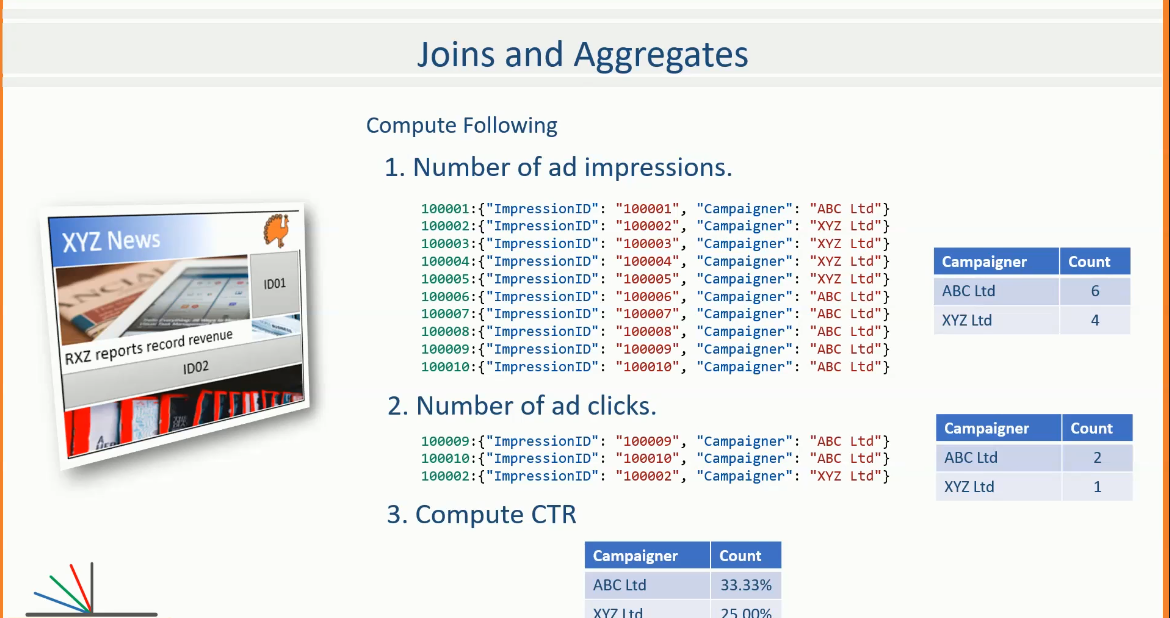 Joins and Aggregates
Compute Following
1. Number of ad impressions.
100001:{"ImpressionID": "100001", "Campaigner": "ABC Ltd"}
100002:{"ImpressionID": "100002", "Campaigner": "XYZ Ltd"}
100003:{"ImpressionID": "100003", "Campaigner": "XYZ Ltd"}
100004:{"ImpressionID": "100004", "Campaigner": "XYZ Ltd"}
100005:{"ImpressionID": "100005", "Campaigner": "XYZ Ltd"}
100006:{"ImpressionID": "100006", "Campaigner": "ABC Ltd"}
100007:{"ImpressionID": "100007", "Campaigner": "ABC Ltd"}
100008:{"ImpressionID": "100008", "Campaigner": "ABC Ltd"}
100009:{"ImpressionID": "100009", "Campaigner": "ABC Ltd"}
100010:{"ImpressionID": "100010", "Campaigner": "ABC Ltd"}
Campaigner Count
ABC Ltd 6
XYZ Ltd 4
XYZ News
ID01
RXZ reports record revenue
ID02
2. Number of ad clicks.
100009:{"ImpressionID": "100009", "Campaigner": "ABC Ltd"}
100010:{"ImpressionID": "100010", "Campaigner": "ABC Ltd"}
100002:{"ImpressionID": "100002", "Campaigner": "XYZ Ltd"}
Campaigner Count
ABC Ltd 2
XYZ Ltd 1
3. Compute CTR
Campaigner Count
ABC Ltd 33.33%
XYZ Ltd 25.00%